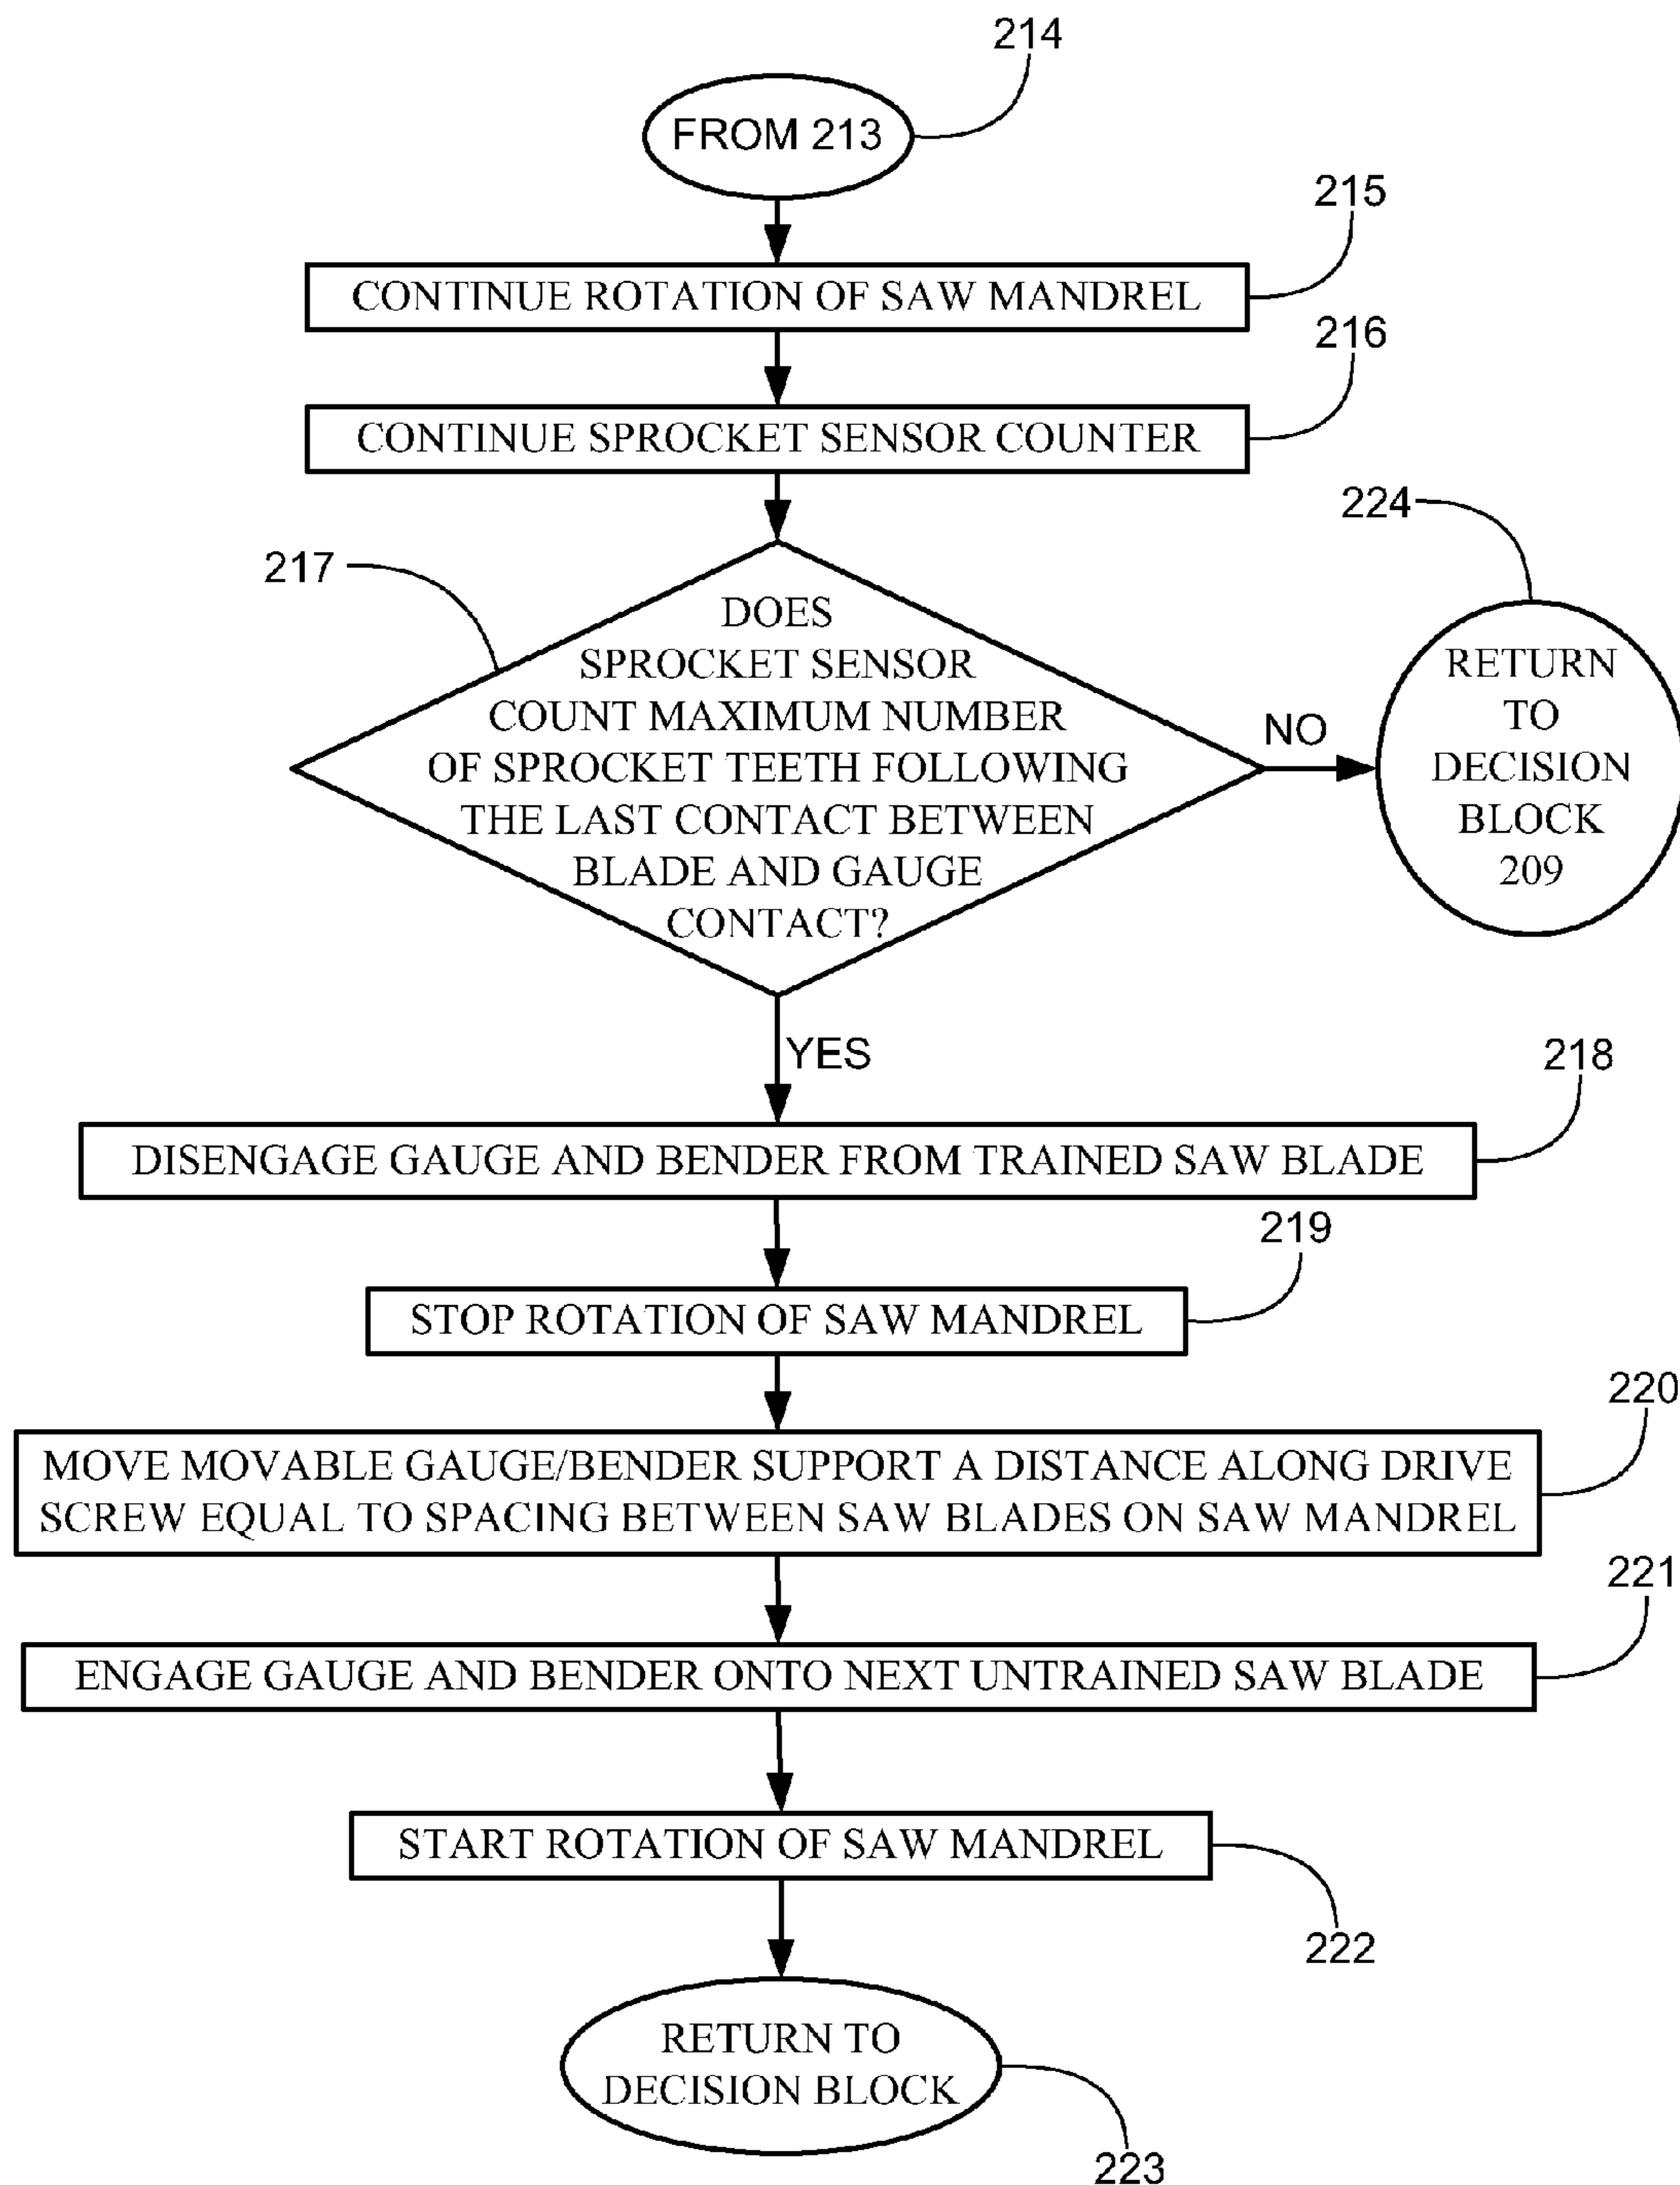 214
FROM 213
215
CONTINUE ROTATION OF SAW MANDREL
216
CONTINUE SPROCKET SENSOR COUNTER
224
217
DOES
SPROCKET SENSOR
COUNT MAXIMUM NUMBER
OF SPROCKET TEETH FOLLOWING
THE LAST CONTACT BETWEEN
BLADE AND GAUGE
CONTACT?
NO
RETURN
TO
DECISION
BLOCK
209
YES
218
DISENGAGE GAUGE AND BENDER FROM TRAINED SAW BLADE
219
STOP ROTATION OF SAW MANDREL
220
MOVE MOVABLE GAUGE/BENDER SUPPORT A DISTANCE ALONG DRIVE
SCREW EQUAL TO SPACING BETWEEN SAW BLADES ON SAW MANDREL
221
ENGAGE GAUGE AND BENDER ONTO NEXT UNTRAINED SAW BLADE
START ROTATION OF SAW MANDREL
222
RETURN TO
DECISION BLOCK
223